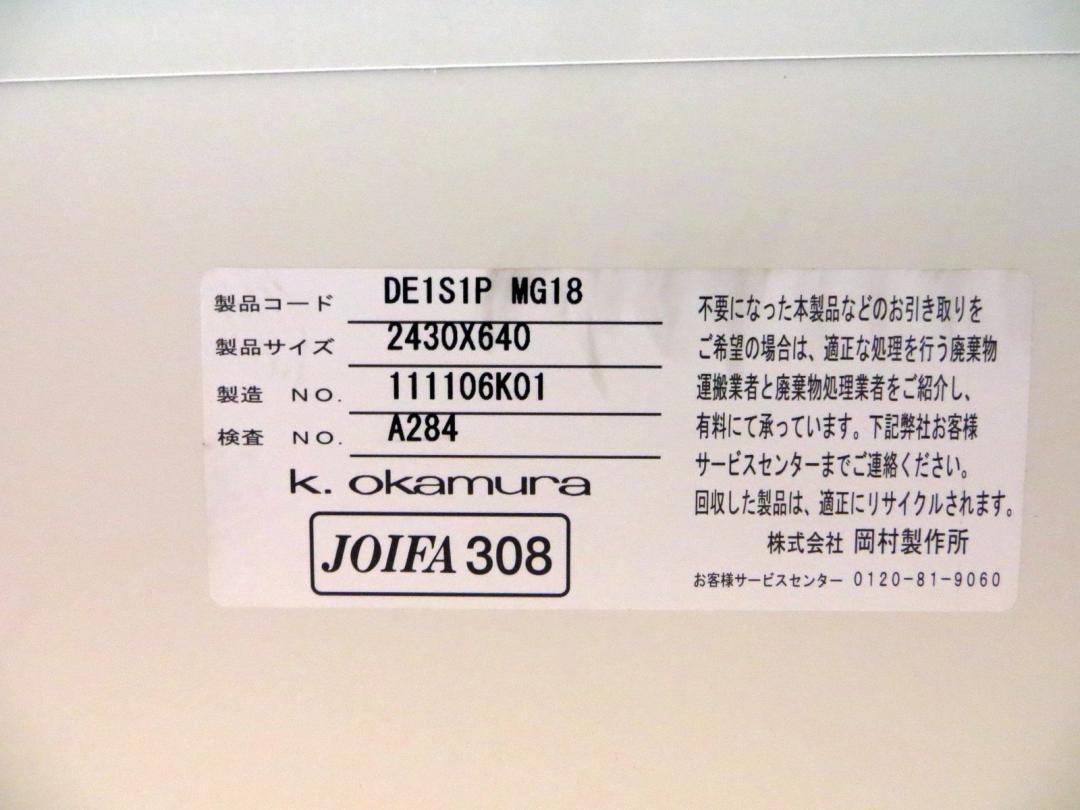 製品コード DE1S1P MG18
製品サイズ 2430X640
製造 NO. 111106K01
検査 NO. A284
k. okamura
JOIFA 308
不要になった本製品などのお引き取りを
ご希望の場合は、適正な処理を行う廃棄物
運搬業者と廃棄物処理業者をご紹介し、
有料にて承っています。下記弊社お客様
サービスセンターまでご連絡ください。
回収した製品は、適正にリサイクルされます。
株式会社 岡村製作所
お客様サービスセンター 0120-81-9060